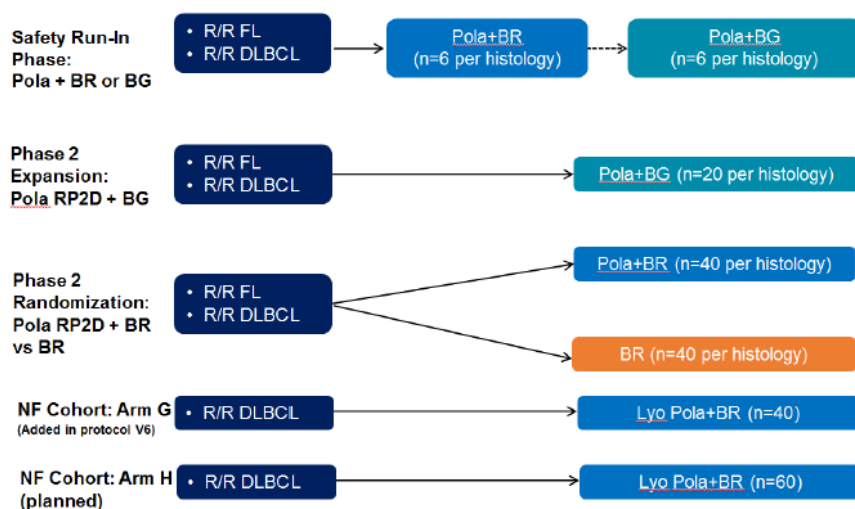 Safety Run-In
Phase:
Pola + BR or BG
• R/R FL
• R/R DLBCL
Pola+BR
(n=6 per histology)
Pola+BG
(n=6 per histology)
Phase 2
Expansion:
Pola RP2D + BG
• R/R FL
• R/R DLBCL
Pola+BG (n=20 per histology)
Phase 2
Randomization:
Pola RP2D + BR
vs BR
• R/R FL
• R/R DLBCL
Pola+BR (n=40 per histology)
BR (n=40 per histology)
NF Cohort: Arm G
(Added in protocol V6)
• R/R DLBCL
Lyo Pola+BR (n=40)
NF Cohort: Arm H
(planned)
• R/R DLBCL
Lyo Pola+BR (n=60)